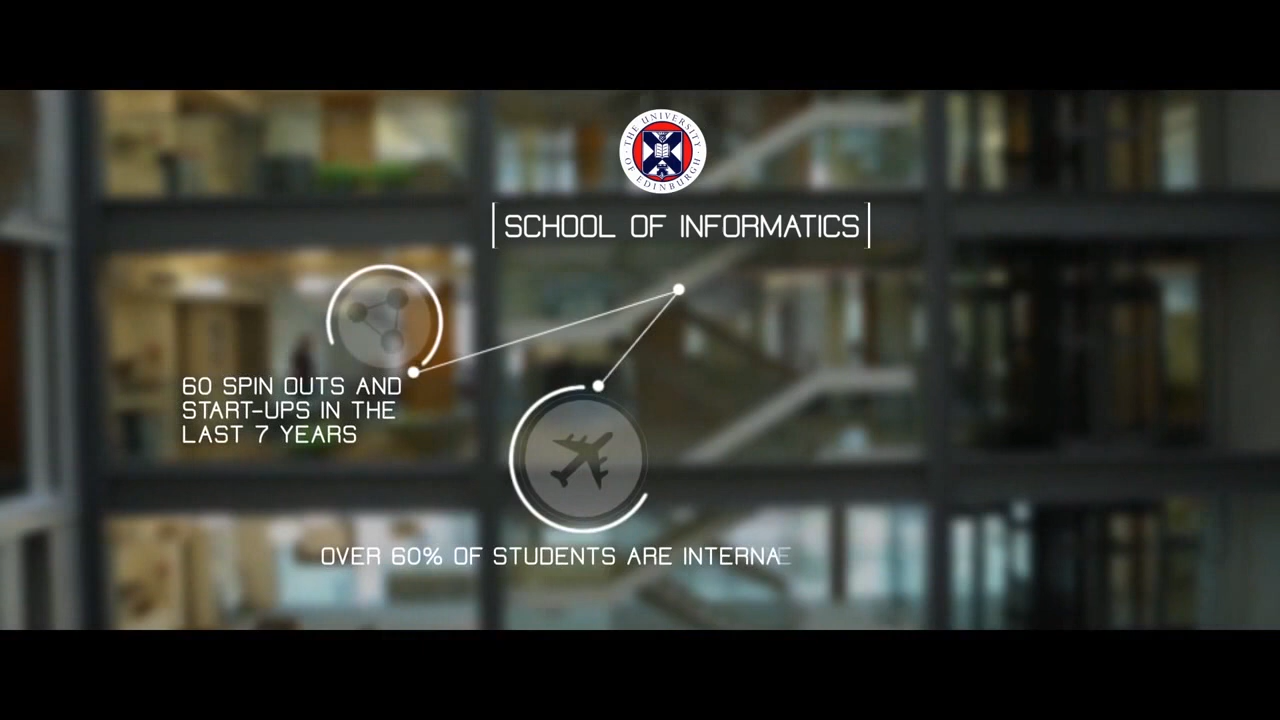 THE UNIVERSITY
OF EDINBURGH
SCHOOL OF INFORMATICS
60 SPIN OUTS AND
START-UPS IN THE
LAST 7 YEARS
OVER 60% OF STUDENTS ARE INTERNA